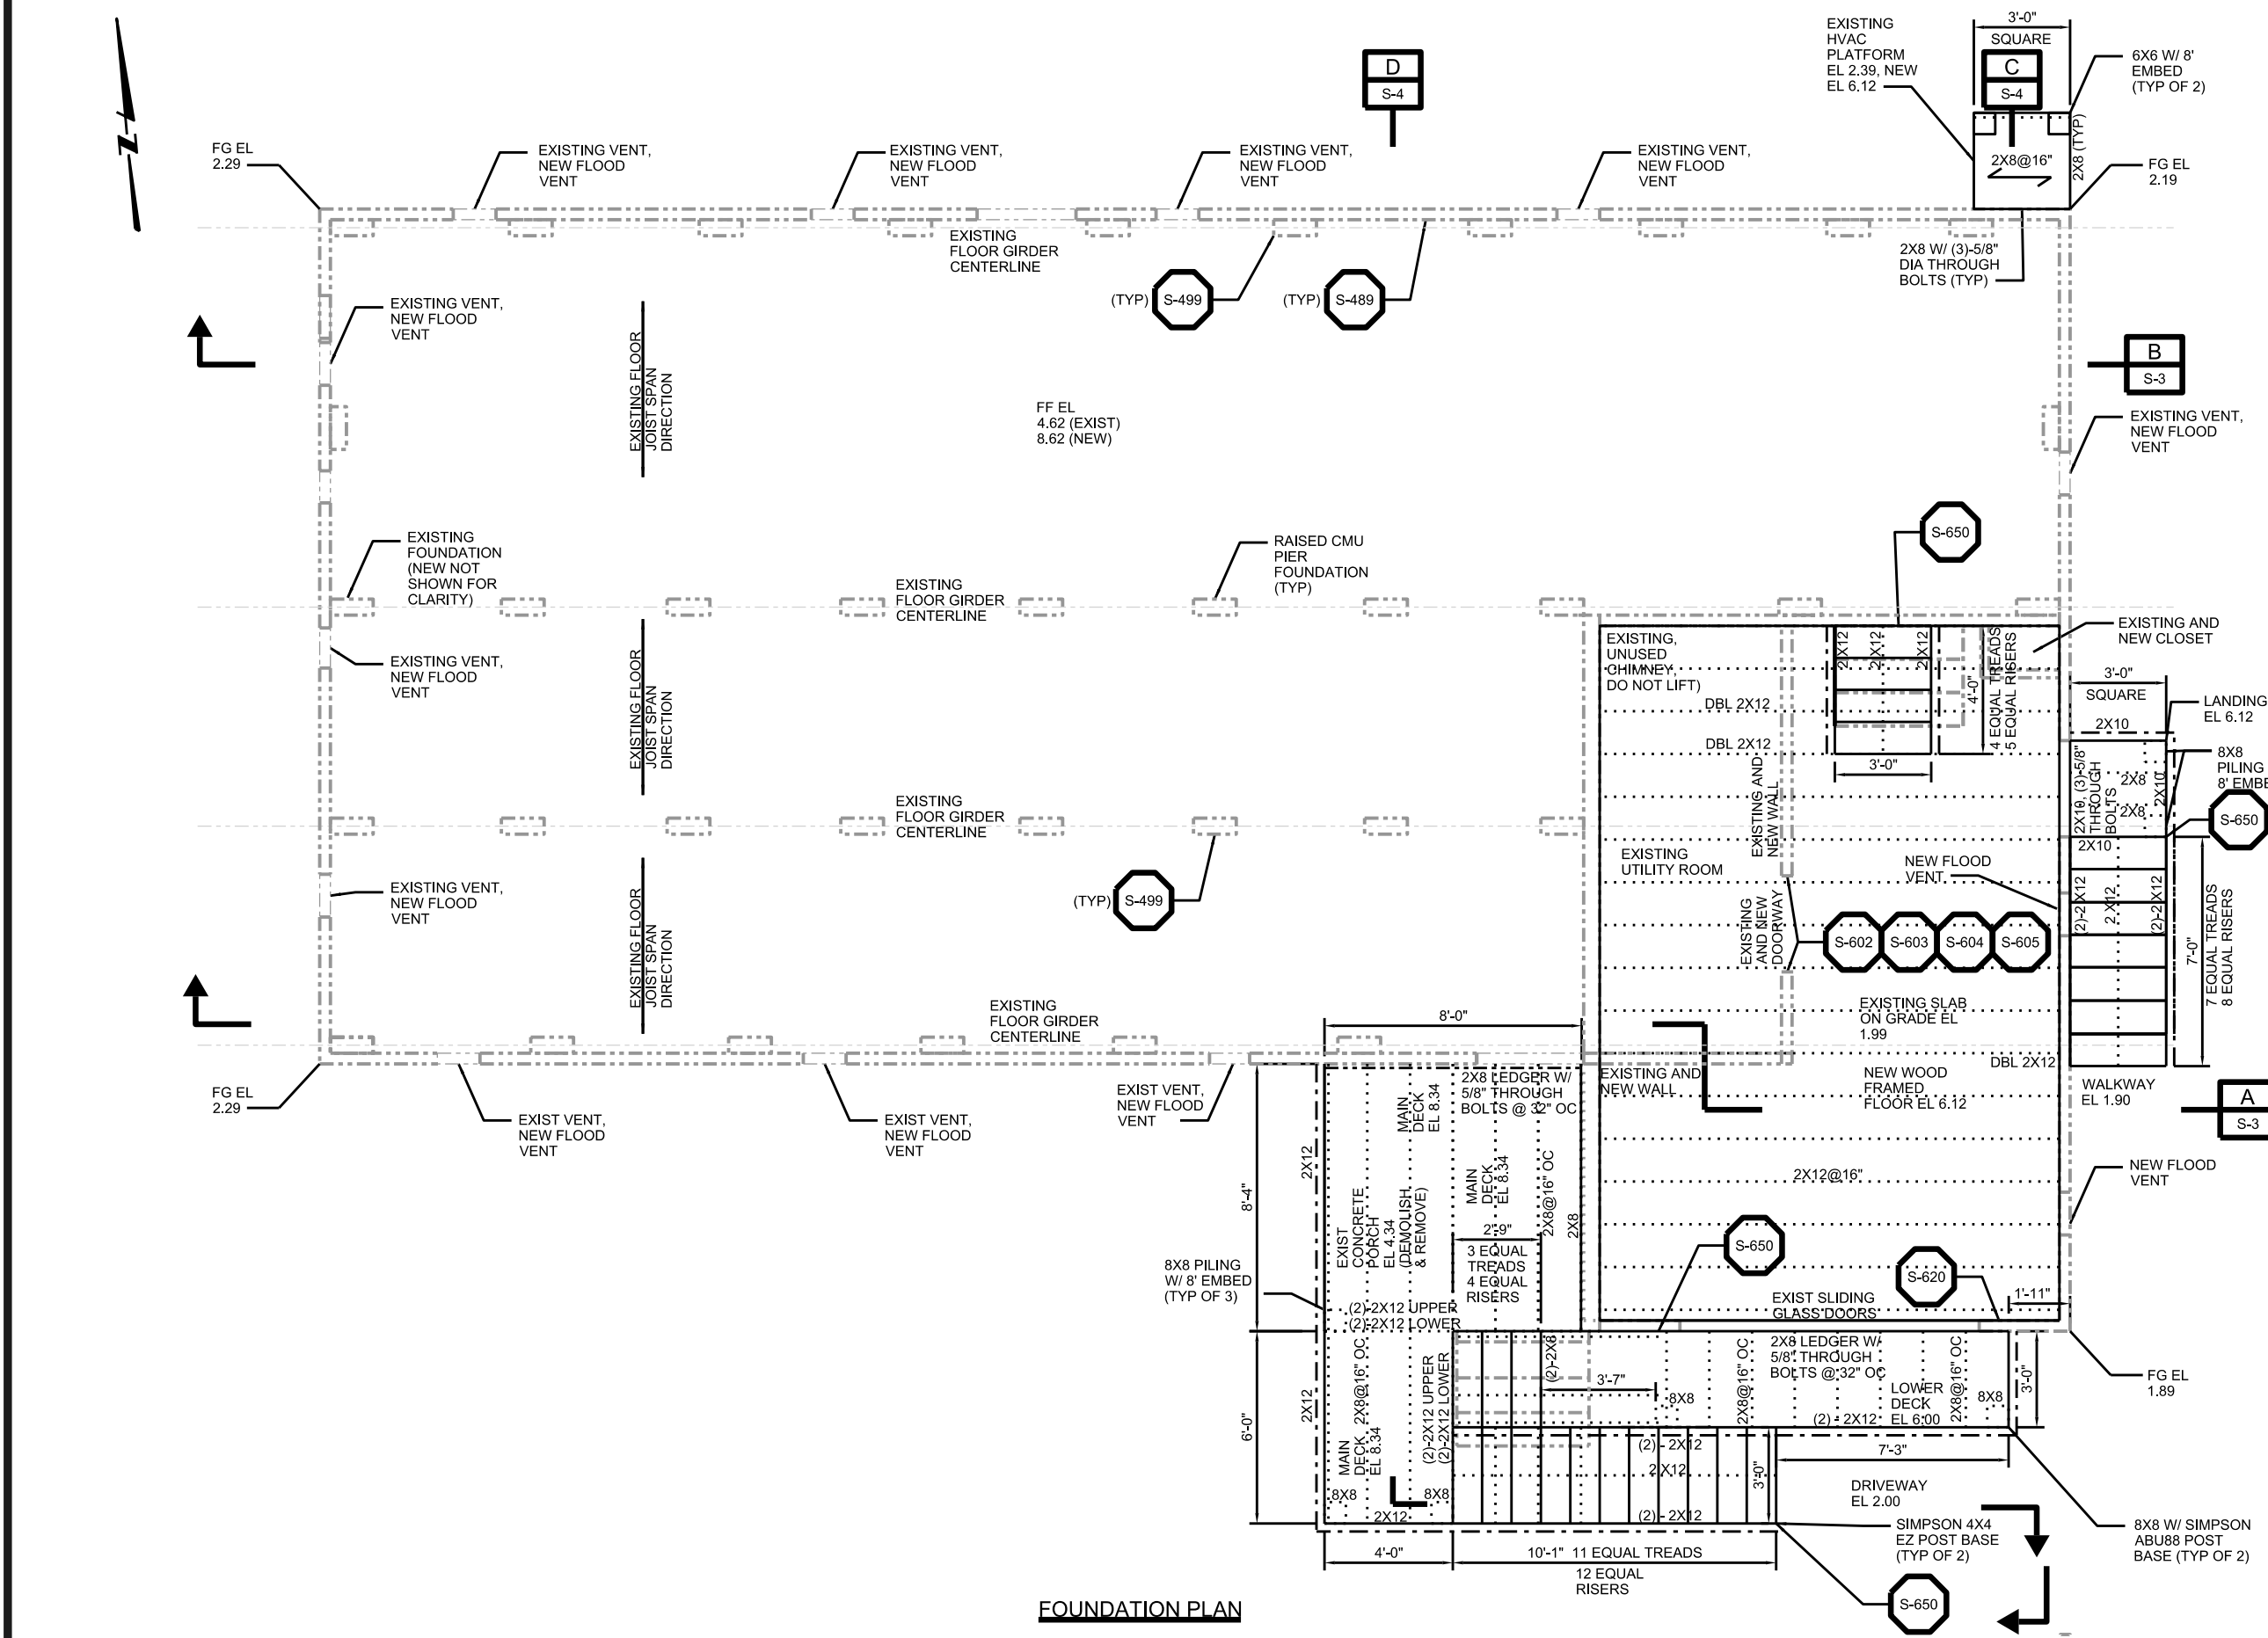 EXISTING
HVAC
PLATFORM
EL 2.39, NEW
EL 6.12
3'-0"
SQUARE
C
S-4
6X6 W/ 8'
EMBED
(TYP OF 2)
2X8 (TYP)
2X8@16"
FG EL
2.19
D
S-4
N
FG EL
2.29
EXISTING VENT,
NEW FLOOD
VENT
EXISTING VENT,
NEW FLOOD
VENT
EXISTING VENT,
NEW FLOOD
VENT
EXISTING VENT,
NEW FLOOD
VENT
EXISTING
FLOOR GIRDER
CENTERLINE
2X8 W/ (3)-5/8"
DIA THROUGH
BOLTS (TYP)
(TYP)
S-499
(TYP)
S-489
EXISTING VENT,
NEW FLOOD
VENT
EXISTING FLOOR
JOIST SPAN
DIRECTION
B
S-3
FF EL
4.62 (EXIST)
8.62 (NEW)
EXISTING VENT,
NEW FLOOD
VENT
EXISTING
FOUNDATION
(NEW NOT
SHOWN FOR
CLARITY)
RAISED CMU
PIER
FOUNDATION
(TYP)
S-650
EXISTING
FLOOR GIRDER
CENTERLINE
EXISTING VENT,
NEW FLOOD
VENT
EXISTING FLOOR
JOIST SPAN
DIRECTION
EXISTING,
UNUSED
CHIMNEY,
DO NOT LIFT)
2X12
2X12
2X12
4'-0"
4 EQUAL TREADS
5 EQUAL RISERS
EXISTING AND
NEW CLOSET
3'-0"
SQUARE
LANDING
EL 6.12
DBL 2X12
DBL 2X12
3'-0"
2X10
8X8
PILING
2X10, (3)-5/8"
THROUGH
BOLTS
2X8
2X8
2X10
S-650
2X10
EXISTING
FLOOR GIRDER
CENTERLINE
EXISTING AND
NEW WALL
EXISTING
UTILITY ROOM
NEW FLOOD
VENT
EXISTING VENT,
NEW FLOOD
VENT
EXISTING FLOOR
JOIST SPAN
DIRECTION
(TYP)
S-499
EXISTING
AND NEW
DOORWAY
S-602
S-603
S-604
S-605
(2)-2X12
2X12
(2)-2X12
7'-0"
7 EQUAL TREADS
8 EQUAL RISERS
EXISTING
FLOOR GIRDER
CENTERLINE
8'-0"
EXISTING SLAB
ON GRADE EL
1.99
DBL 2X12
FG EL
2.29
EXIST VENT,
NEW FLOOD
VENT
EXIST VENT,
NEW FLOOD
VENT
EXIST VENT,
NEW FLOOD
VENT
MAIN
DECK
EL 8.34
2X8 LEDGER W/
5/8" THROUGH
BOLTS @ 32" OC
EXISTING AND
NEW WALL
NEW WOOD
FRAMED
FLOOR EL 6.12
WALKWAY
EL 1.90
A
S-3
2X12
8'-4"
EXIST
CONCRETE
PORCH
EL 4.34
(DEMOLISH
& REMOVE)
MAIN
DECK
EL 8.34
2X8@16" OC
2X8
2X12@16"
NEW FLOOD
VENT
2'-9"
3 EQUAL
TREADS
4 EQUAL
RISERS
S-650
S-620
8X8 PILING
W/ 8' EMBED
(TYP OF 3)
(2)-2X12 UPPER
(2)-2X12 LOWER
EXIST SLIDING
GLASS DOORS
1'-11"
2X12
6'-0"
MAIN
DECK
EL 8.34
2X8@16" OC
(2)-2X12 UPPER
(2)-2X12 LOWER
(2)-2X8
3'-7"
8X8
2X8@16" OC
2X8 LEDGER W/
5/8" THROUGH
BOLTS @ 32" OC
LOWER
DECK
EL 6.00
2X8@16" OC
8X8
3'-0"
FG EL
1.89
(2) - 2X12
(2) - 2X12
2X12
(2) - 2X12
3'-0"
7'-3"
8X8
8X8
2X12
DRIVEWAY
EL 2.00
SIMPSON 4X4
EZ POST BASE
(TYP OF 2)
8X8 W/ SIMPSON
ABU88 POST
BASE (TYP OF 2)
4'-0"
10'-1" 11 EQUAL TREADS
12 EQUAL
RISERS
S-650
FOUNDATION PLAN